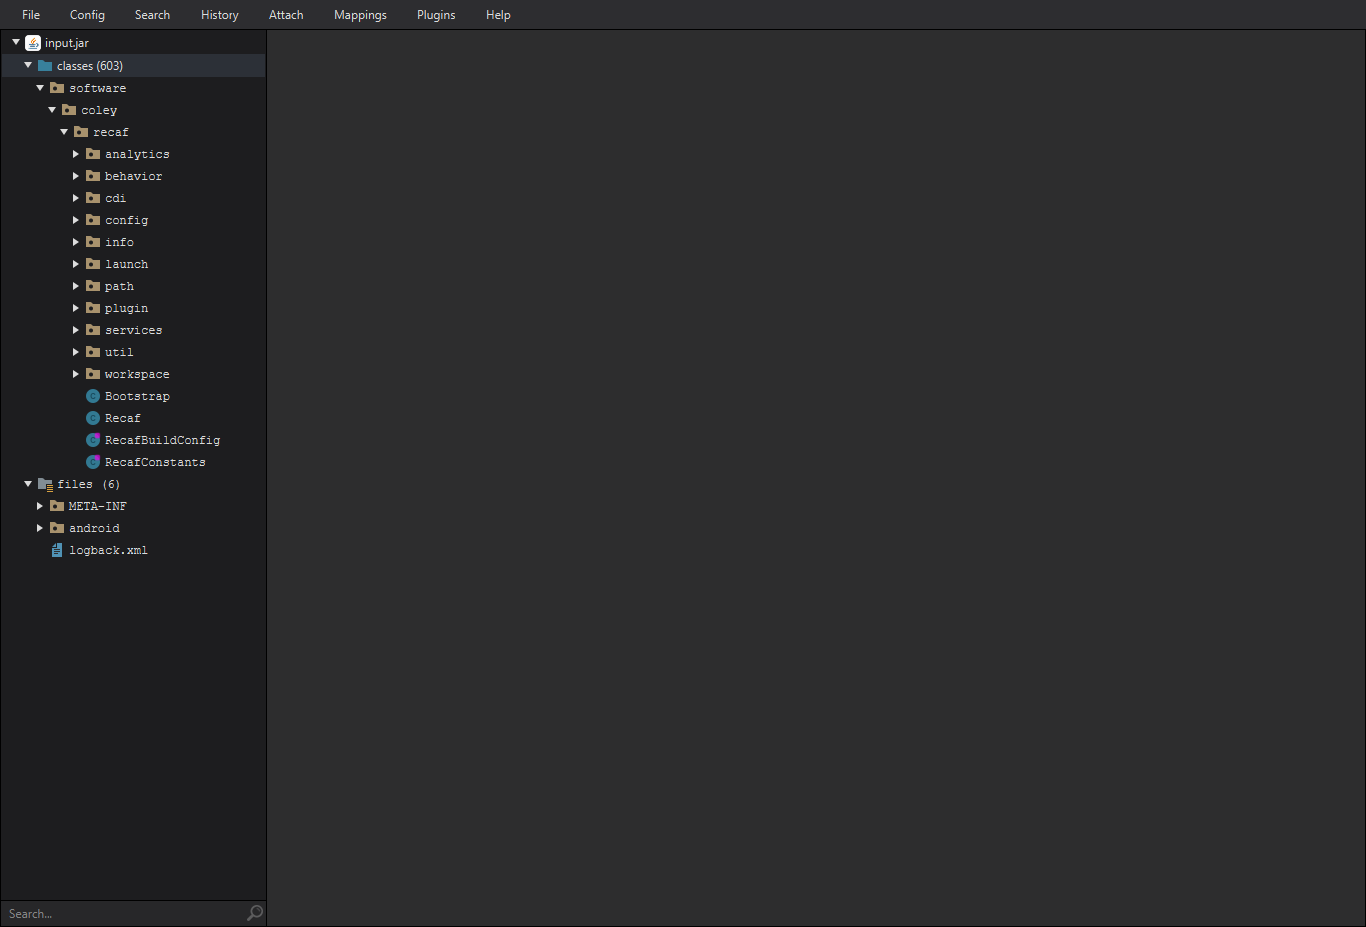 File Config Search History Attach Mappings Plugins Help
input.jar
classes (603)
software
coley
recaf
analytics
behavior
cdi
config
info
launch
path
plugin
services
util
workspace
Bootstrap
Recaf
RecafBuildConfig
RecafConstants
files (6)
META-INF
android
logback.xml
Search...